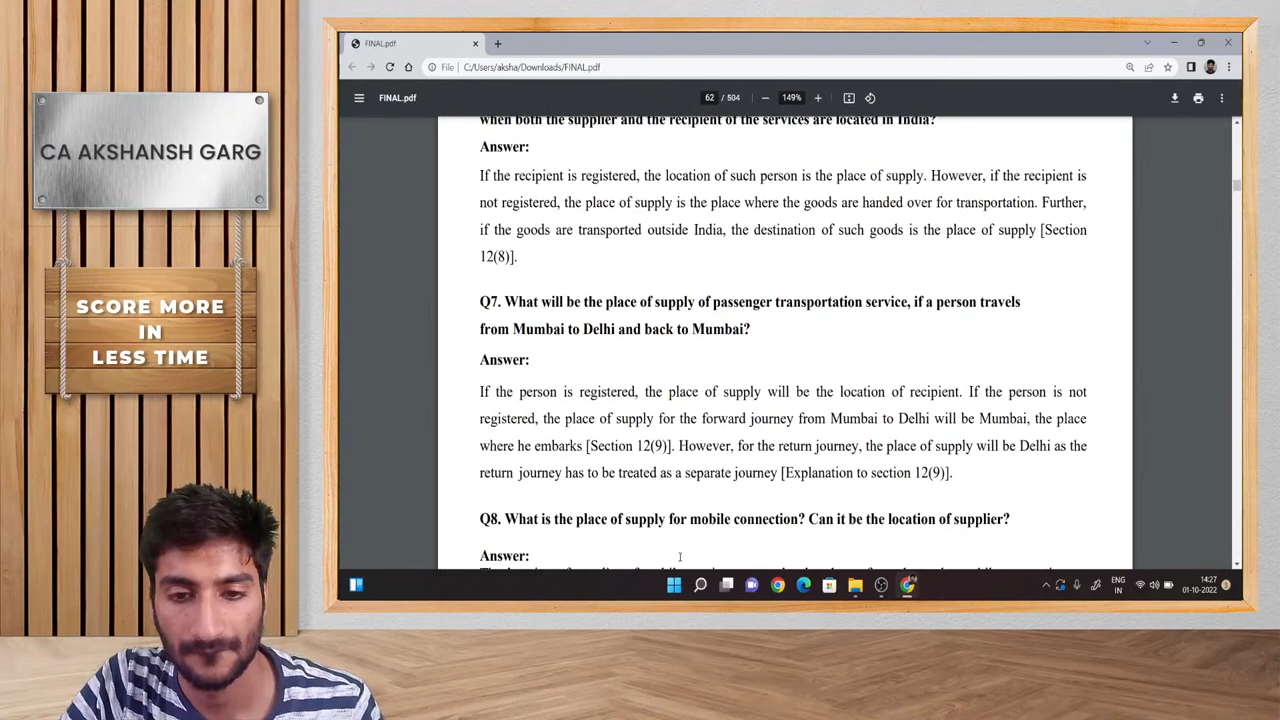 CA AKSHANSH GARG
SCORE MORE
IN
LESS TIME
FINAL.pdf
File
C:/Users/aksha/Downloads/FINAL.pdf
FINAL.pdf
62 / 504
149%
when both the supplier and the recipient of the services are located in India?
Answer:
If the recipient is registered, the location of such person is the place of supply. However, if the recipient is
not registered, the place of supply is the place where the goods are handed over for transportation. Further,
if the goods are transported outside India, the destination of such goods is the place of supply [Section
12(8)].
Q7. What will be the place of supply of passenger transportation service, if a person travels
from Mumbai to Delhi and back to Mumbai?
Answer:
If the person is registered, the place of supply will be the location of recipient. If the person is not
registered, the place of supply for the forward journey from Mumbai to Delhi will be Mumbai, the place
where he embarks [Section 12(9)]. However, for the return journey, the place of supply will be Delhi as the
return journey has to be treated as a separate journey [Explanation to section 12(9)].
Q8. What is the place of supply for mobile connection? Can it be the location of supplier?
Answer:
ENG
IN
14:27
01-10-2022